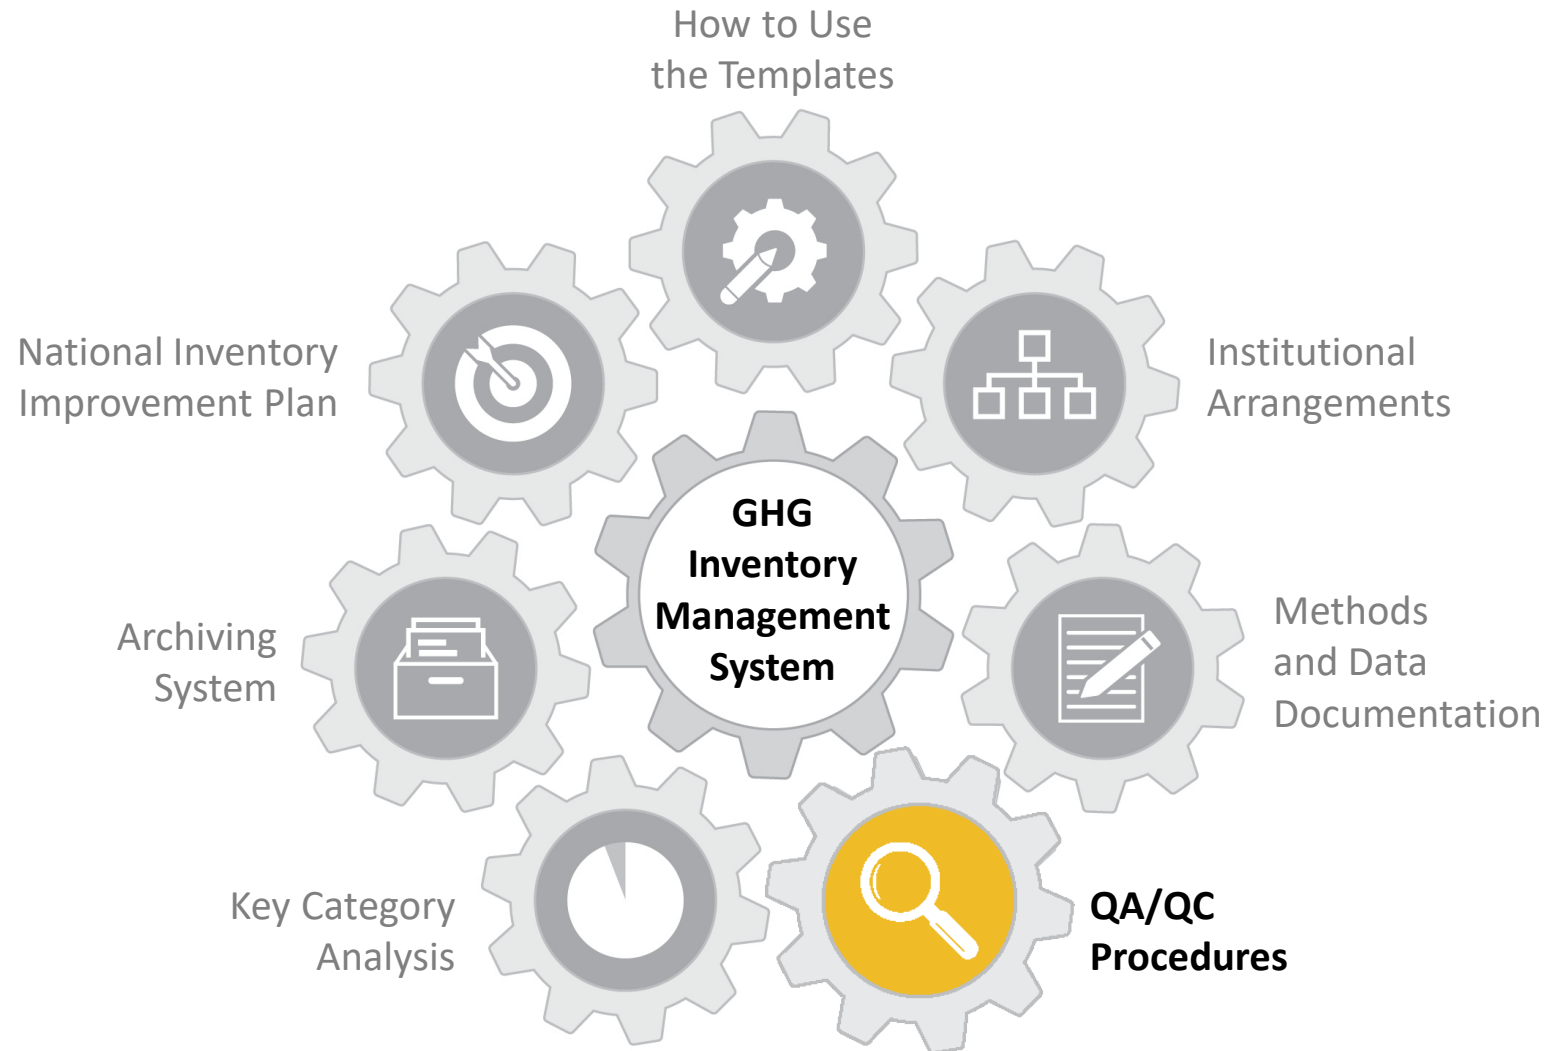 How to Use
the Templates
National Inventory
Improvement Plan
Institutional
Arrangements
GHG
Inventory
Management
System
Archiving
System
Methods
and Data
Documentation
Key Category
Analysis
QA/QC
Procedures